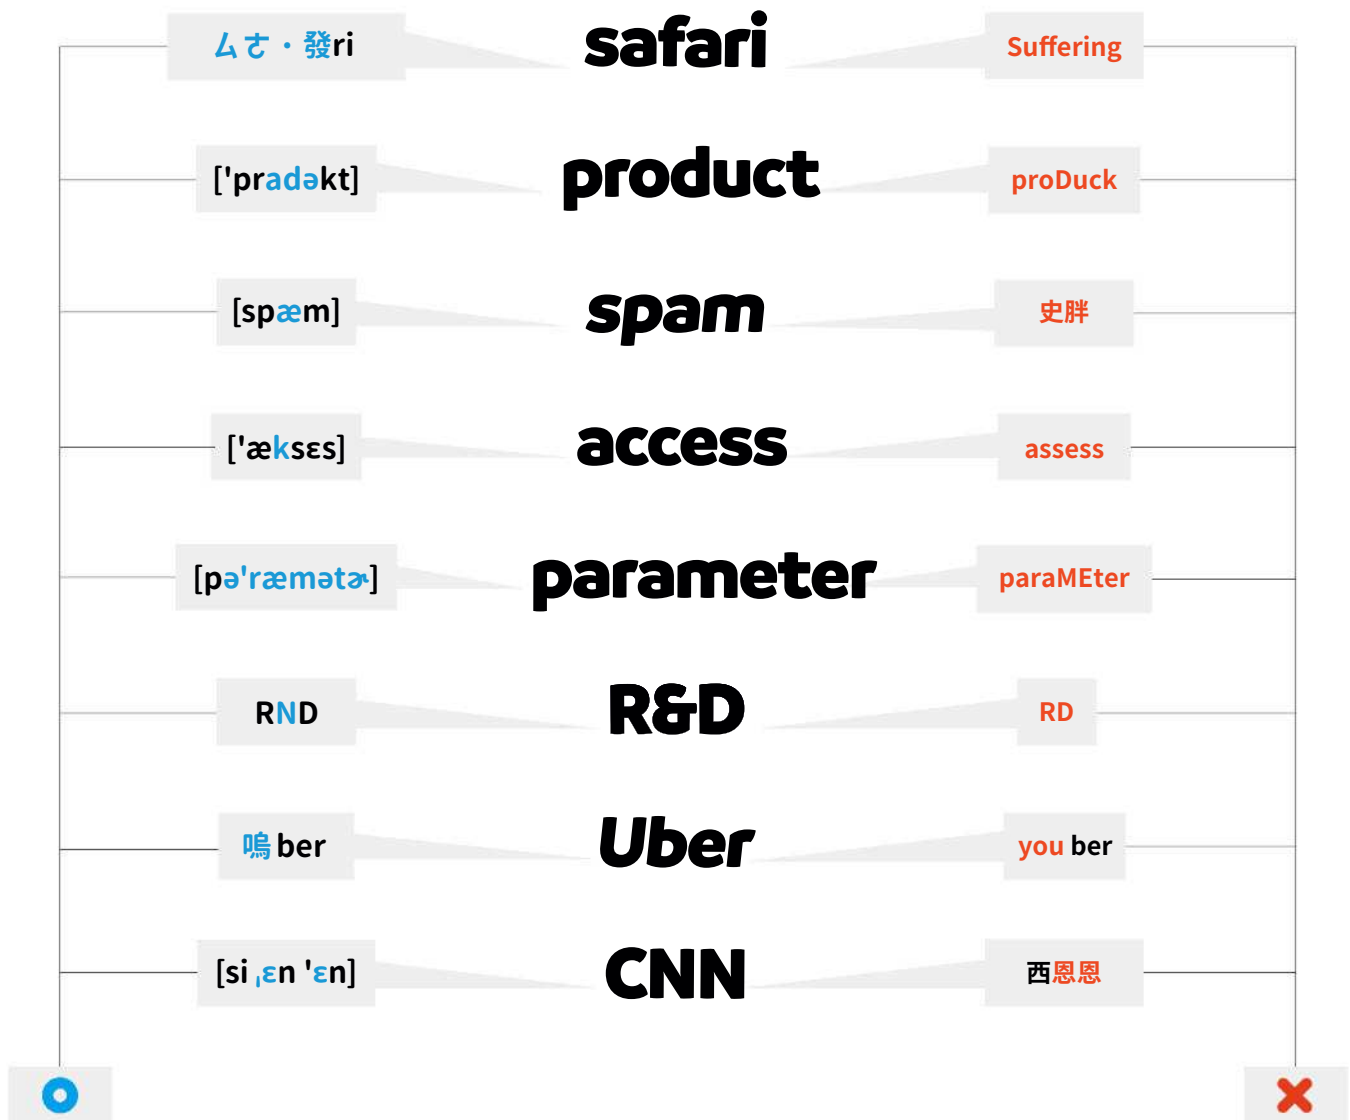 ㄙㄜ・發ri safari Suffering
['pradəkt] product proDuck
[spæm] spam 史胖
['æksɛs] access assess
[pə'ræmətɚ] parameter paraMEter
RND R&D RD
嗚ber Uber you ber
[si ˌɛn 'ɛn] CNN 西恩恩